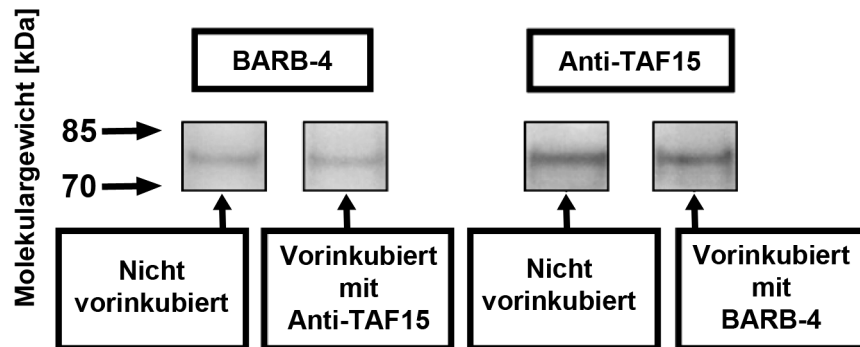 Molekulargewicht [kDa]
BARB-4
Anti-TAF15
85
70
Nicht
vorinkubiert
Vorinkubiert
mit
Anti-TAF15
Nicht
vorinkubiert
Vorinkubiert
mit
BARB-4